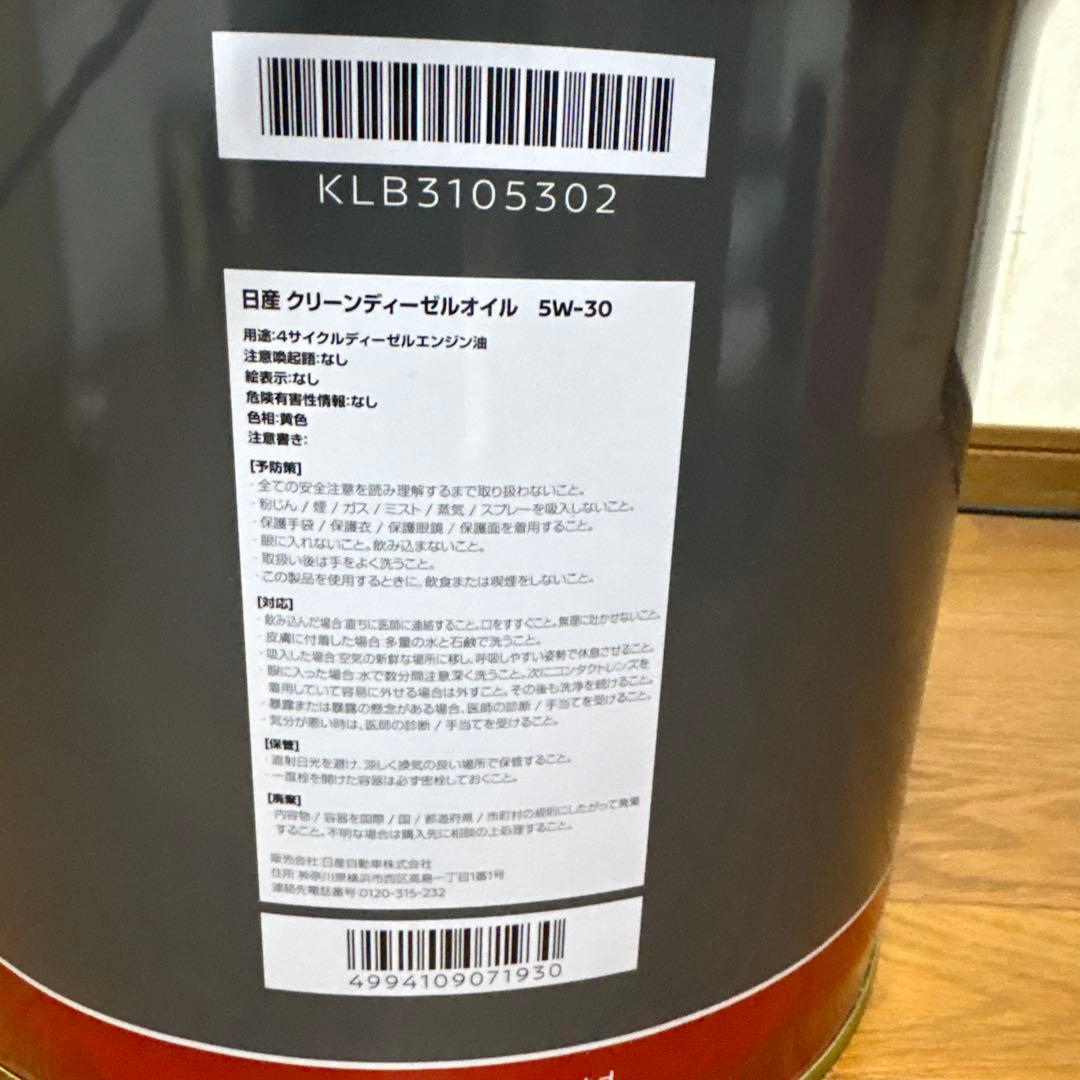 KLB3105302
日産 クリーンディーゼルオイル 5W-30
用途:4サイクルディーゼルエンジン油
注意喚起語:なし
絵表示:なし
危険有害性情報:なし
色相:黄色
注意書き:
[予防策]
・全ての安全注意を読み理解するまで取り扱わないこと。
・粉じん / 煙 / ガス / ミスト / 蒸気 / スプレーを吸入しないこと。
・保護手袋 / 保護衣 / 保護眼鏡 / 保護面を着用すること。
・眼に入れないこと。飲み込まないこと。
・取扱い後は手をよく洗うこと。
・この製品を使用するときに、飲食または喫煙をしないこと。
[対応]
・飲み込んだ場合:直ちに医師に連絡すること。口をすすぐこと。無理に吐かせないこと。
・皮膚に付着した場合:多量の水と石鹸で洗うこと。
・吸入した場合:空気の新鮮な場所に移し、呼吸しやすい姿勢で休息させること。
・眼に入った場合:水で数分間注意深く洗うこと。次にコンタクトレンズを
着用していて容易に外せる場合は外すこと。その後も洗浄を続けること。
・暴露または暴露の懸念がある場合、医師の診断 / 手当てを受けること。
・気分が悪い時は、医師の診断 / 手当てを受けること。
[保管]
・直射日光を避け、涼しく換気の良い場所で保管すること。
・一度栓を開けた容器は必ず密栓しておくこと。
[廃棄]
・内容物 / 容器を国際 / 国 / 都道府県 / 市町村の規則にしたがって廃棄
すること。不明な場合は購入先に相談の上処理すること。
販売会社:日産自動車株式会社
住所:神奈川県横浜市西区高島一丁目1番1号
連絡先電話番号:0120-315-232
4994109071930